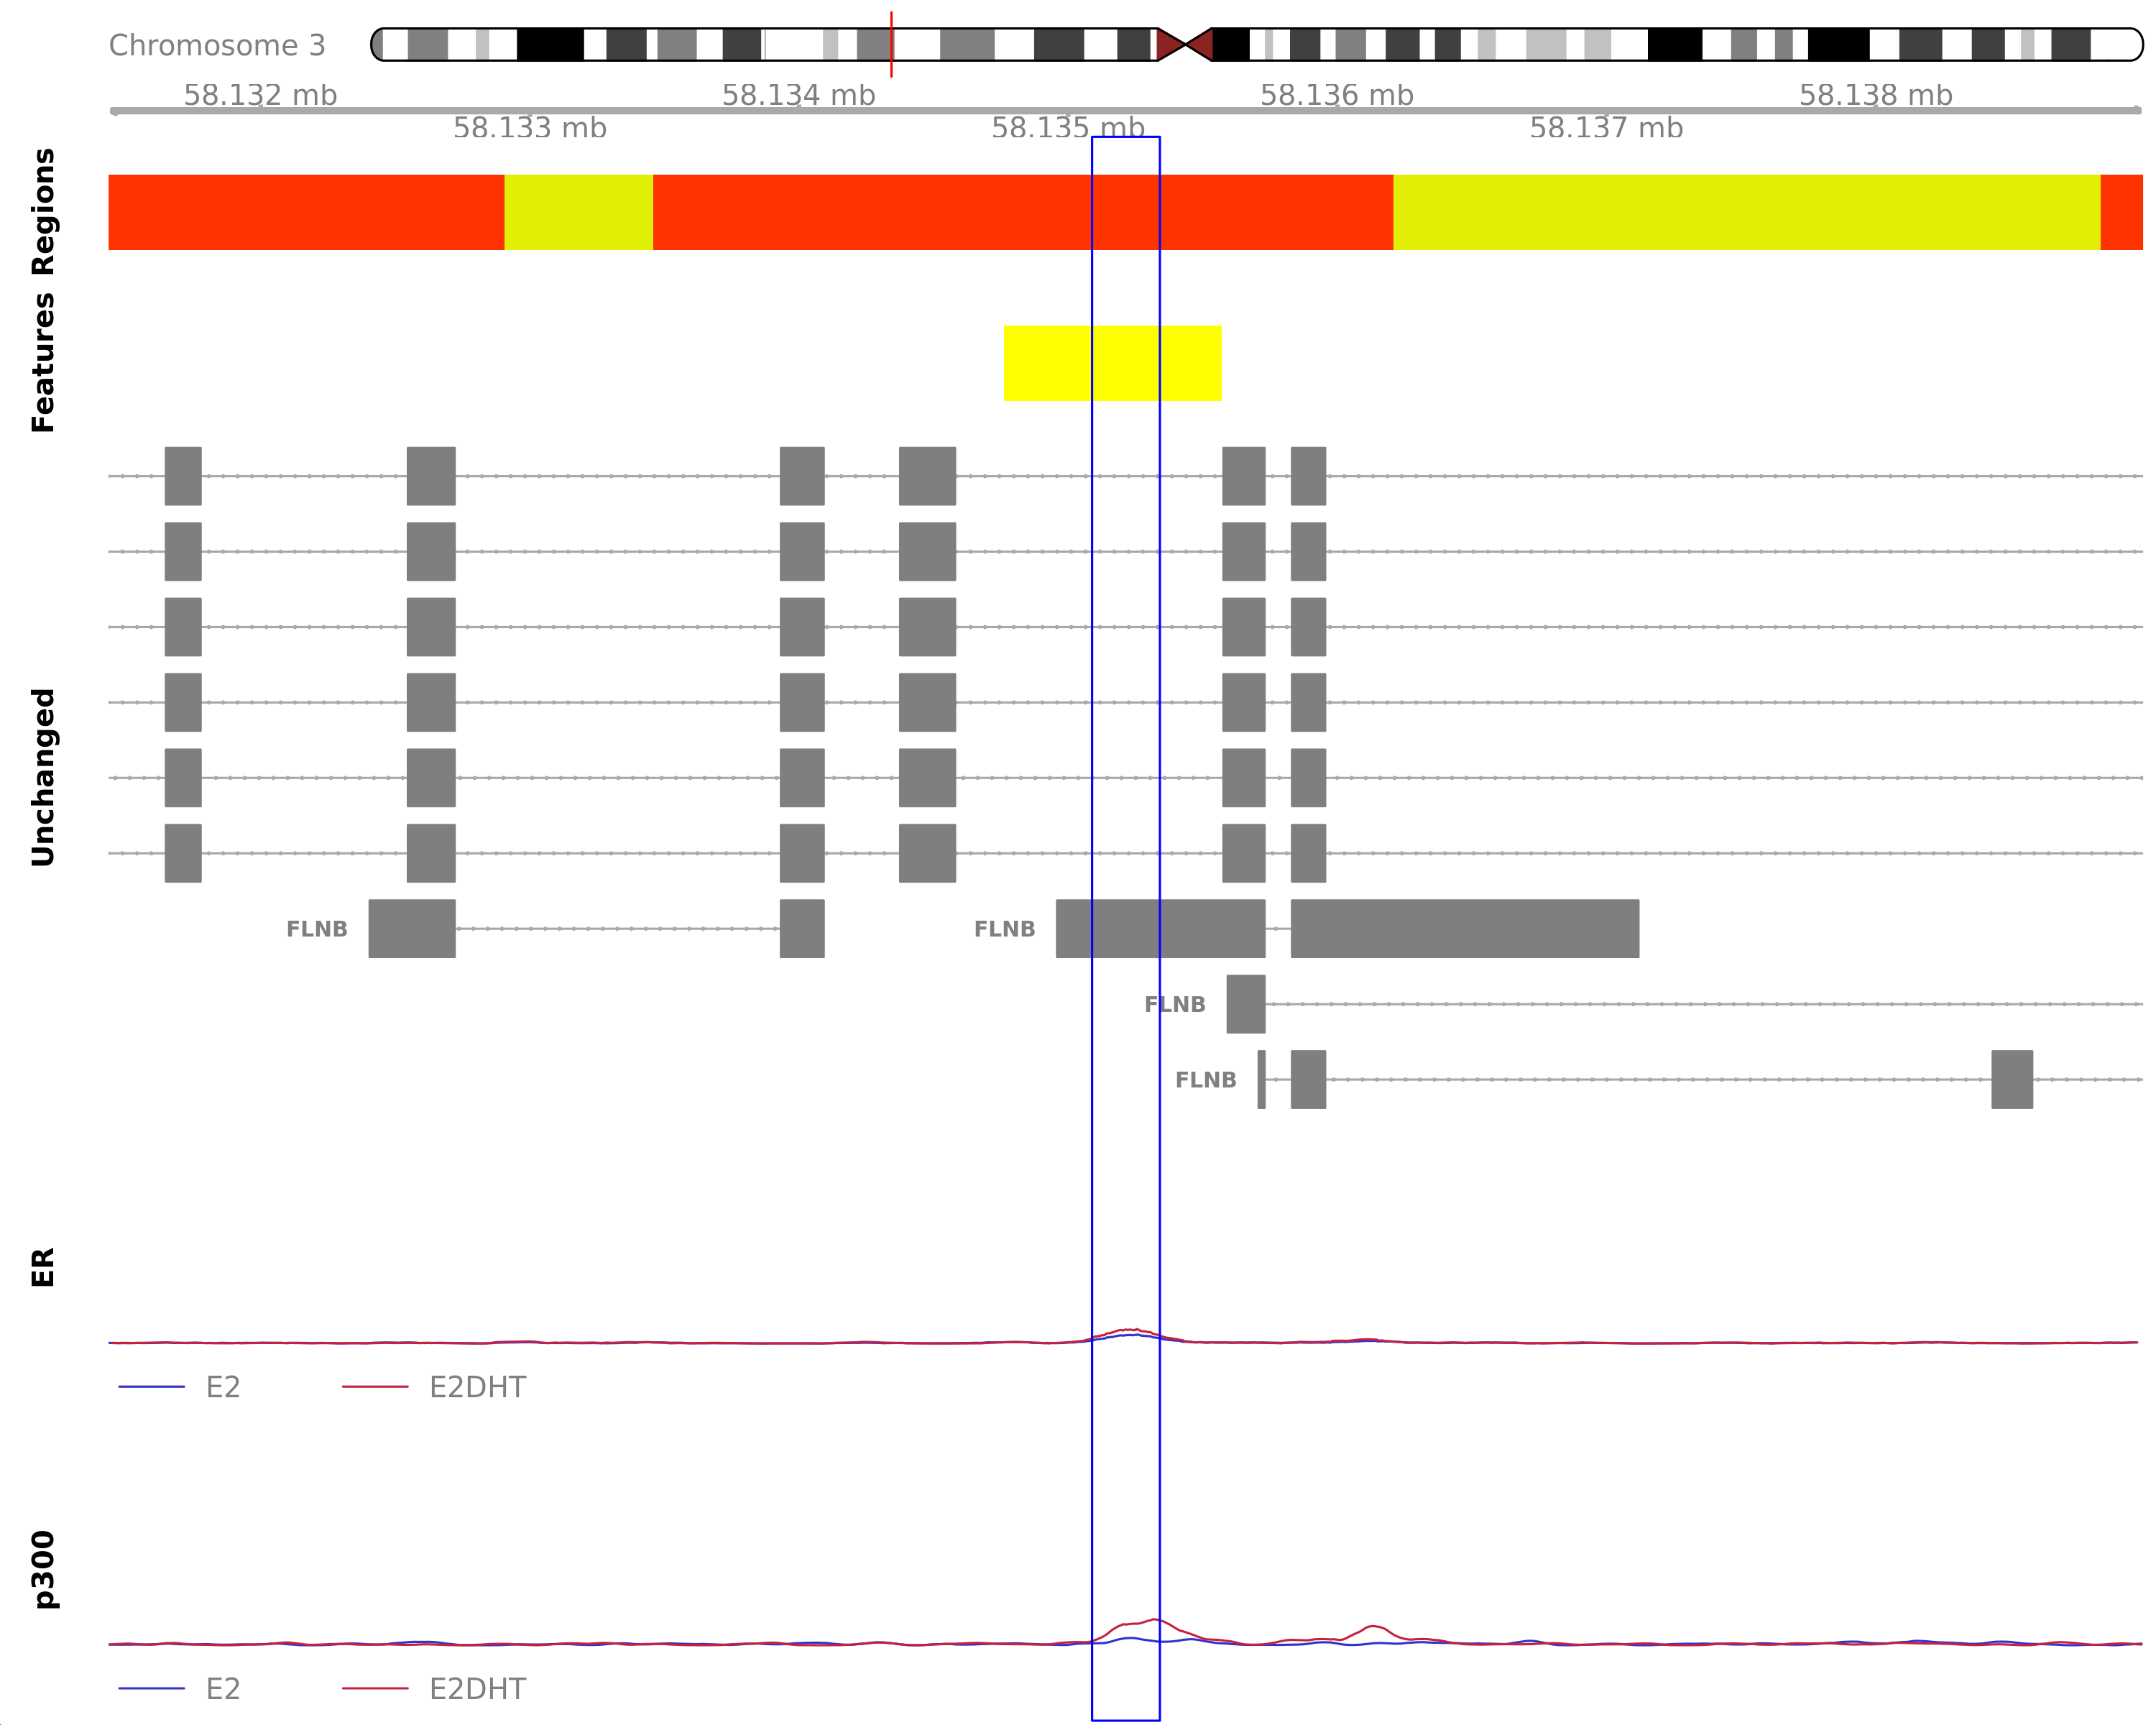 Chromosome 3
58.132 mb
58.134 mb
58.136 mb
58.138 mb
58.133 mb
58.135 mb
58.137 mb
Regions
Features
Unchanged
FLNB
FLNB
FLNB
FLNB
ER
E2
E2DHT
p300
E2
E2DHT